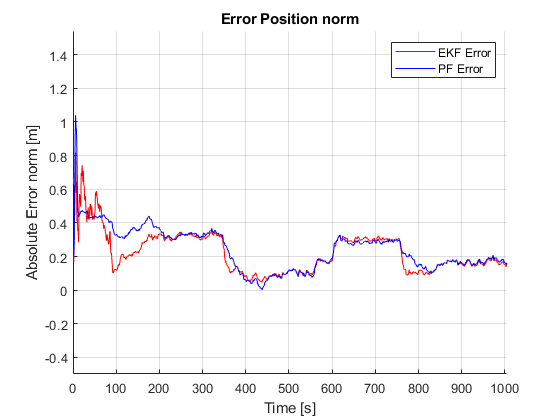 Error Position norm
EKF Error
PF Error
Absolute Error norm [m]
1.4
1.2
1
0.8
0.6
0.4
0.2
0
-0.2
-0.4
0 100 200 300 400 500 600 700 800 900 1000
Time [s]